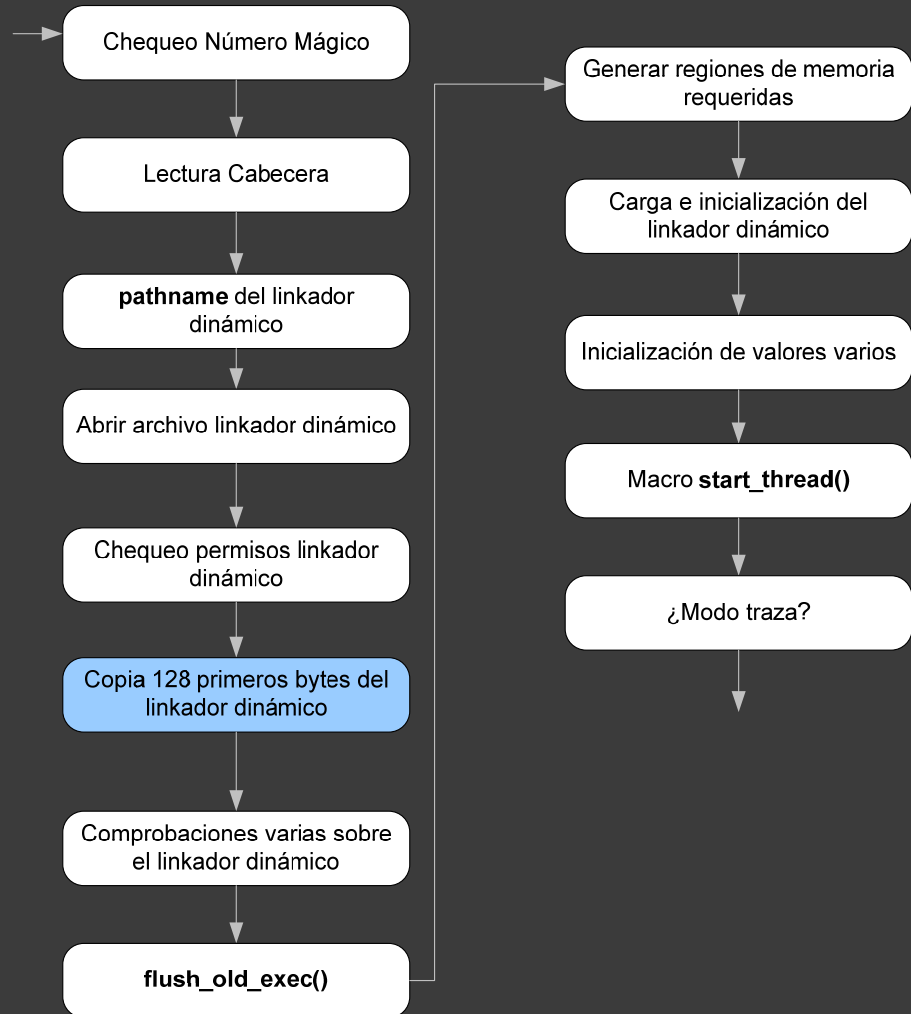 Chequeo Número Mágico
Lectura Cabecera
pathname del linkador
dinámico
Abrir archivo linkador dinámico
Chequeo permisos linkador
dinámico
Copia 128 primeros bytes del
linkador dinámico
Comprobaciones varias sobre
el linkador dinámico
flush_old_exec()
Generar regiones de memoria
requeridas
Carga e inicialización del
linkador dinámico
Inicialización de valores varios
Macro start_thread()
¿Modo traza?